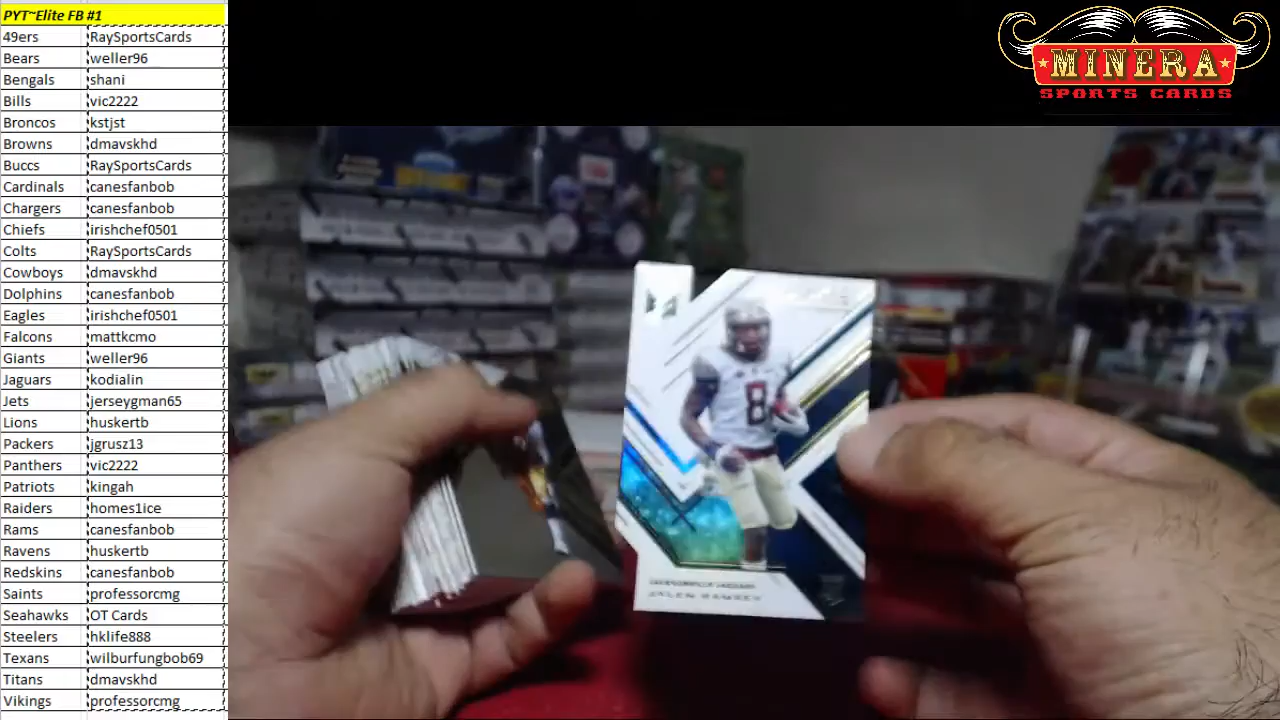 PYT~Elite FB #1
49ers RaySportsCards
Bears weller96
Bengals shani
Bills vic2222
Broncos kstjst
Browns dmavskhd
Buccs RaySportsCards
Cardinals canesfanbob
Chargers canesfanbob
Chiefs irishchef0501
Colts RaySportsCards
Cowboys dmavskhd
Dolphins canesfanbob
Eagles irishchef0501
Falcons mattkcmo
Giants weller96
Jaguars kodialin
Jets jerseygman65
Lions huskertb
Packers jgrusz13
Panthers vic2222
Patriots kingah
Raiders homes1ice
Rams canesfanbob
Ravens huskertb
Redskins canesfanbob
Saints professorcmg
Seahawks OT Cards
Steelers hklife888
Texans wilburfungbob69
Titans dmavskhd
Vikings professorcmg
MINERA
SPORTS CARDS
8
JACKSONVILLE JAGUARS
JALEN RAMSEY